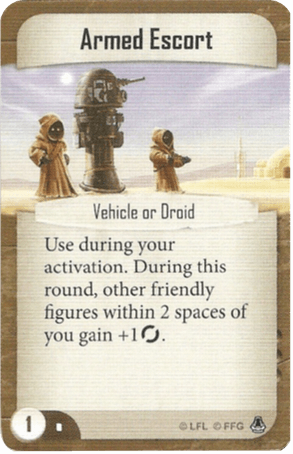 Armed Escort
Vehicle or Droid
Use during your
activation. During this
round, other friendly
figures within 2 spaces of
you gain +1.
1
© LFL © FFG